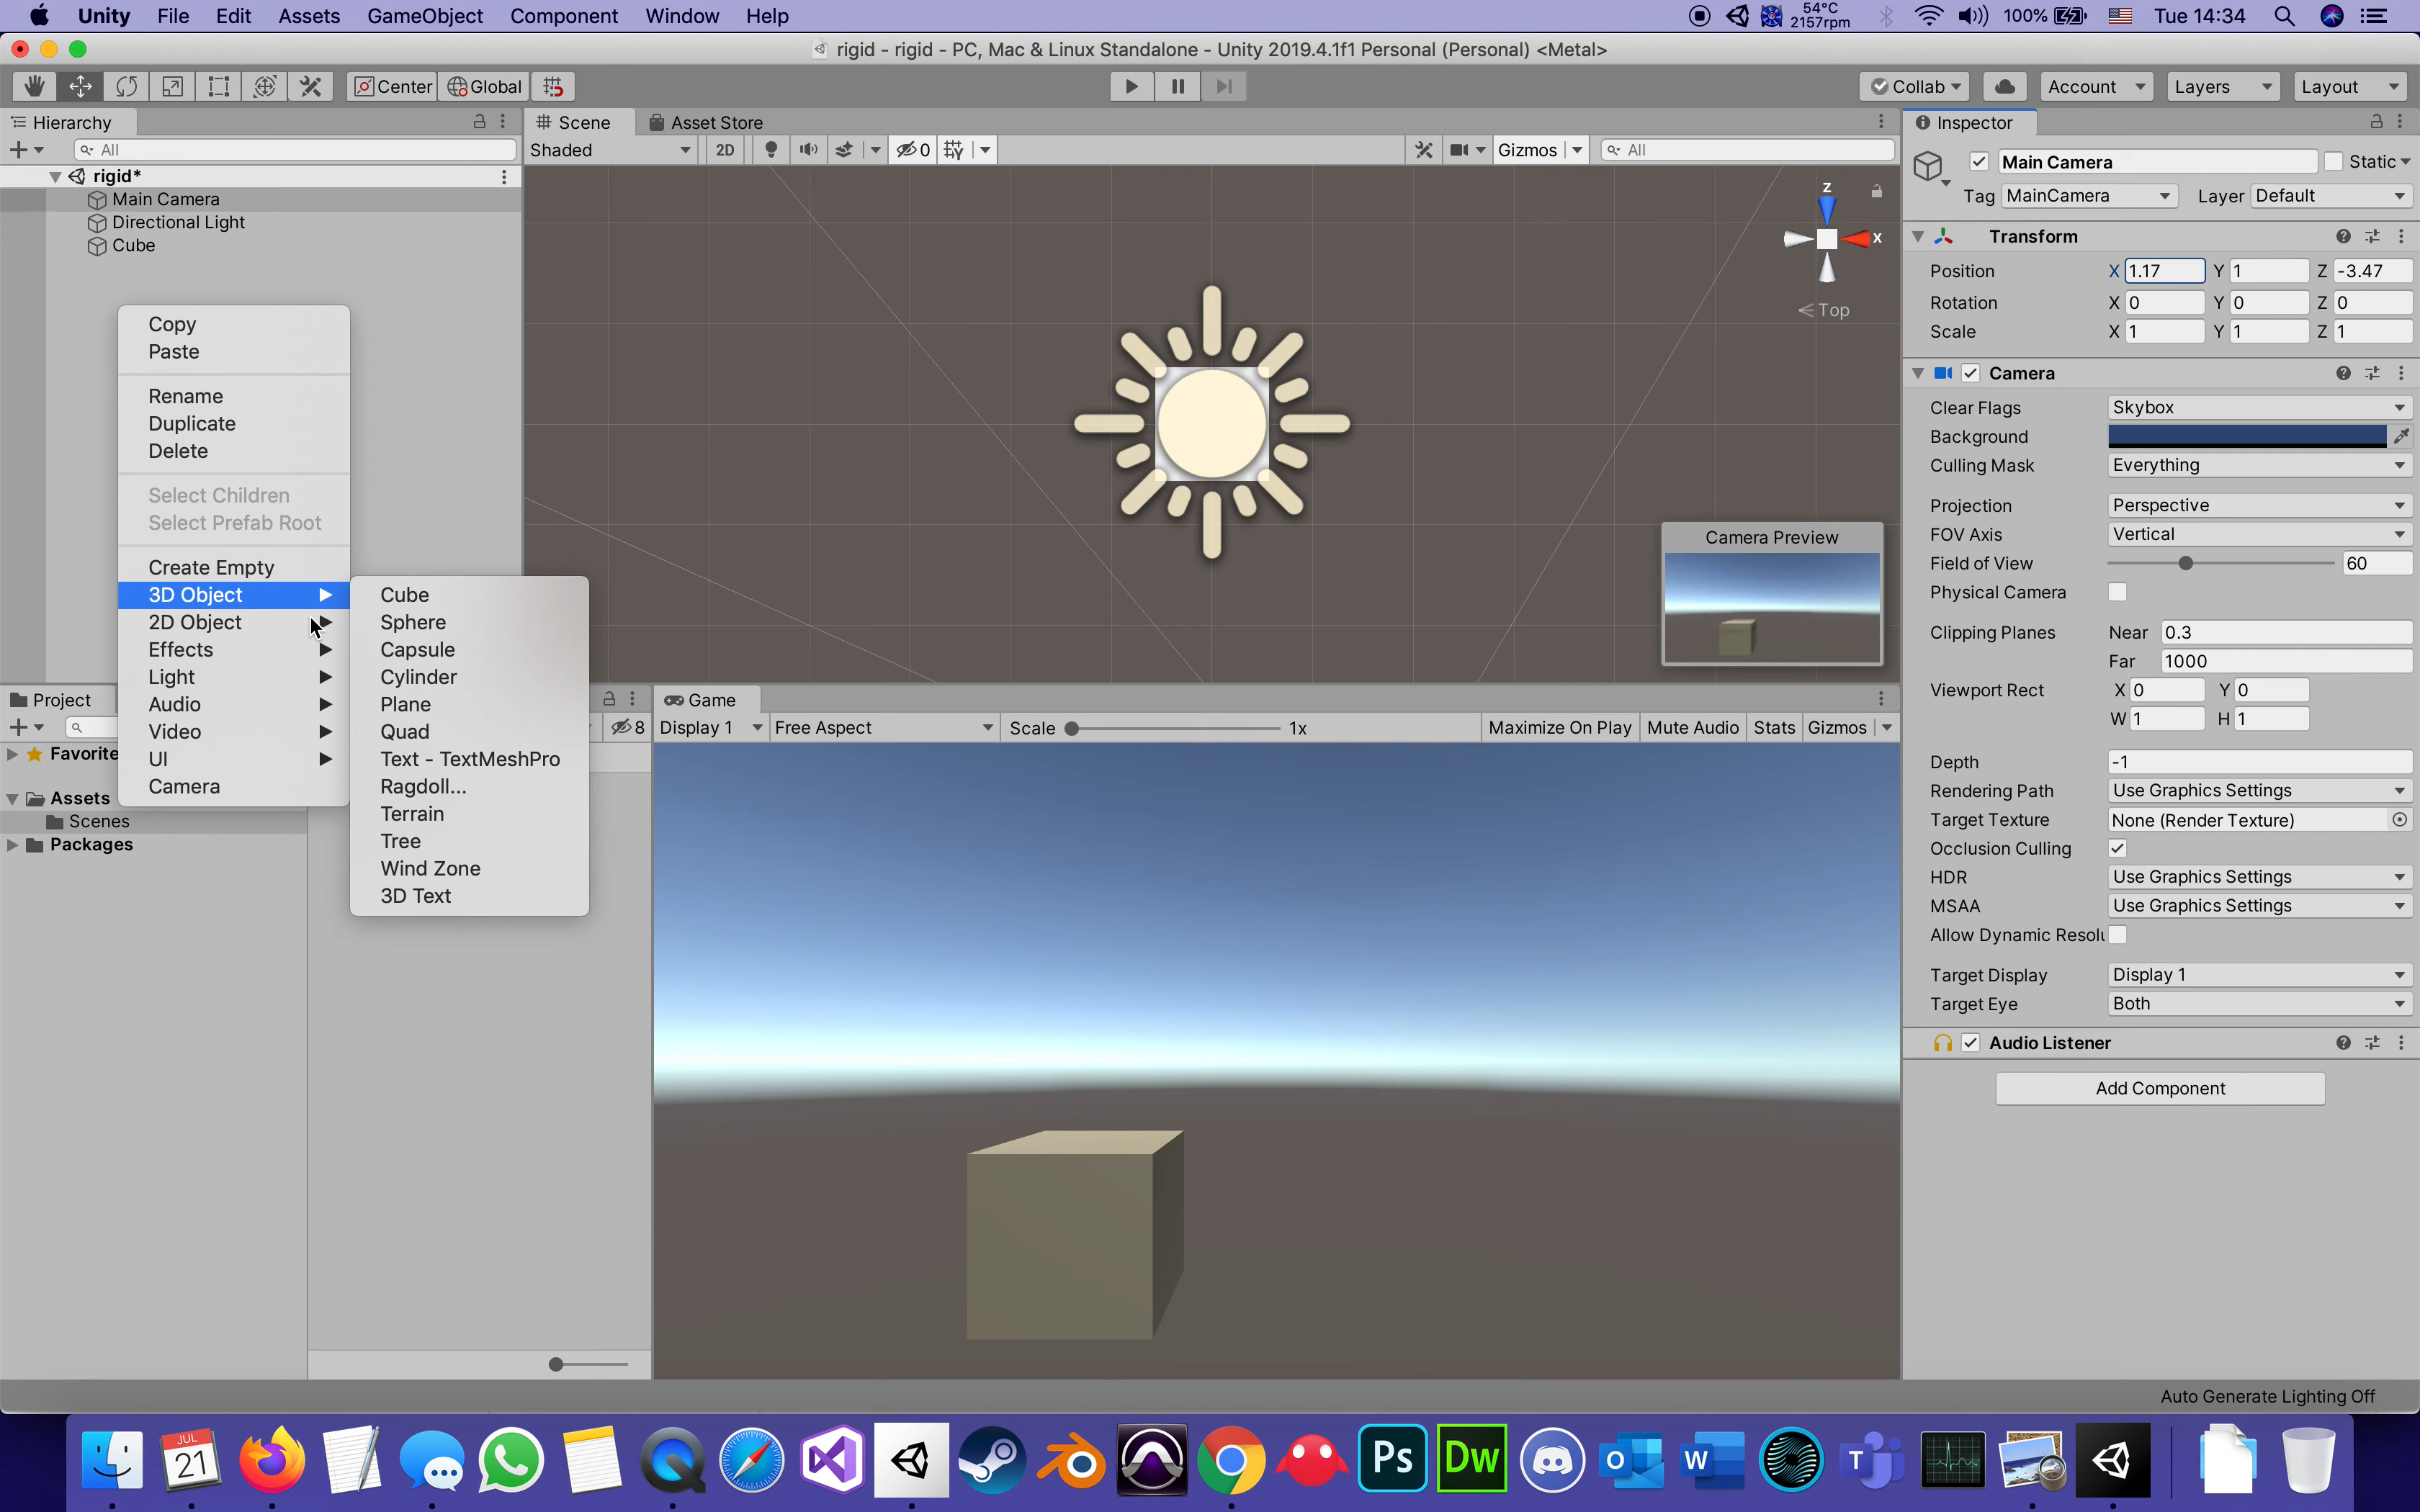 Unity File Edit Assets GameObject Component Window Help 54°C 2157rpm 100% Tue 14:34
rigid - rigid - PC, Mac & Linux Standalone - Unity 2019.4.1f1 Personal (Personal) <Metal>
Center Global Collab Account Layers Layout
Hierarchy
All
rigid*
Main Camera
Directional Light
Cube
Copy
Paste
Rename
Duplicate
Delete
Select Children
Select Prefab Root
Create Empty
3D Object
2D Object
Effects
Light
Audio
Video
UI
Camera
Cube
Sphere
Capsule
Cylinder
Plane
Quad
Text - TextMeshPro
Ragdoll...
Terrain
Tree
Wind Zone
3D Text
Scene Asset Store
Shaded 2D 0 Gizmos All
Z
X
Top
Camera Preview
Project
8
Favorite
Assets
Scenes
Packages
Game
Display 1 Free Aspect Scale 1x Maximize On Play Mute Audio Stats Gizmos
Inspector
Main Camera Static
Tag MainCamera Layer Default
Transform
Position X 1.17 Y 1 Z -3.47
Rotation X 0 Y 0 Z 0
Scale X 1 Y 1 Z 1
Camera
Clear Flags Skybox
Background
Culling Mask Everything
Projection Perspective
FOV Axis Vertical
Field of View 60
Physical Camera
Clipping Planes Near 0.3
Far 1000
Viewport Rect X 0 Y 0
W 1 H 1
Depth -1
Rendering Path Use Graphics Settings
Target Texture None (Render Texture)
Occlusion Culling
HDR Use Graphics Settings
MSAA Use Graphics Settings
Allow Dynamic Resolu
Target Display Display 1
Target Eye Both
Audio Listener
Add Component
Auto Generate Lighting Off
JUL
21
Ps
Dw
O
W
T